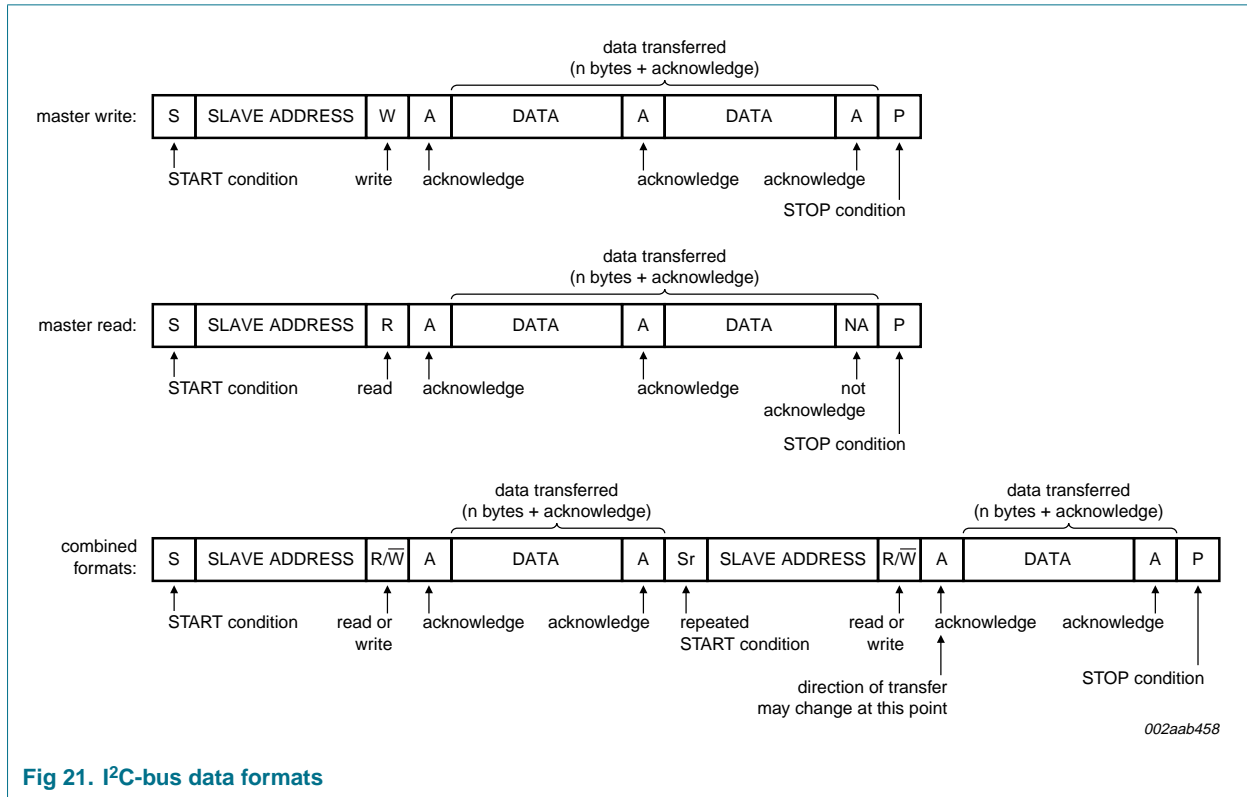 data transferred
(n bytes + acknowledge)
master write: S SLAVE ADDRESS W A DATA A DATA A P
START condition write acknowledge acknowledge acknowledge
STOP condition
data transferred
(n bytes + acknowledge)
master read: S SLAVE ADDRESS R A DATA A DATA NA P
START condition read acknowledge acknowledge not
acknowledge
STOP condition
data transferred data transferred
(n bytes + acknowledge) (n bytes + acknowledge)
combined
formats: S SLAVE ADDRESS R/W̅ A DATA A Sr SLAVE ADDRESS R/W̅ A DATA A P
START condition read or acknowledge acknowledge repeated read or acknowledge acknowledge
write START condition write
STOP condition
direction of transfer
may change at this point
002aab458
Fig 21. I²C-bus data formats